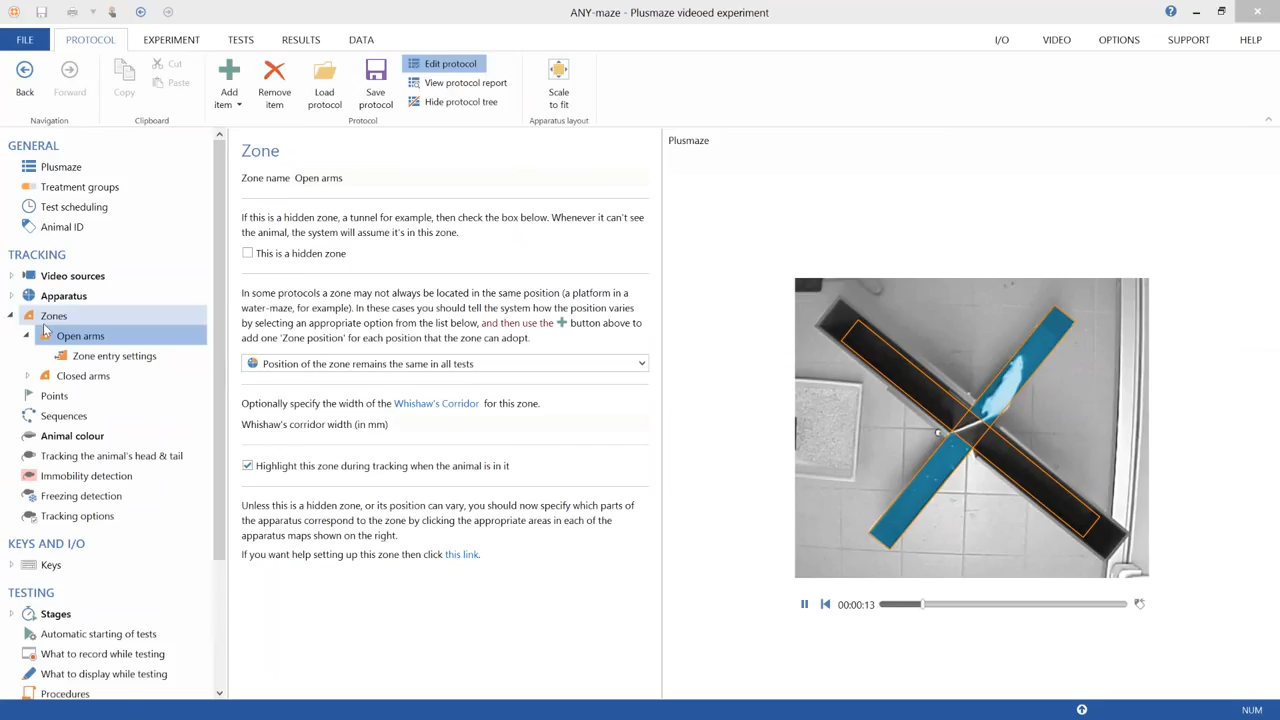 ANY-maze - Plusmaze videoed experiment
FILE PROTOCOL EXPERIMENT TESTS RESULTS DATA I/O VIDEO OPTIONS SUPPORT HELP
Back Forward Copy Cut Paste Add item Remove item Load protocol Save protocol Edit protocol View protocol report Hide protocol tree Scale to fit
Navigation Clipboard Protocol Apparatus layout
GENERAL
Plusmaze
Treatment groups
Test scheduling
Animal ID
TRACKING
Video sources
Apparatus
Zones
Open arms
Zone entry settings
Closed arms
Points
Sequences
Animal colour
Tracking the animal's head & tail
Immobility detection
Freezing detection
Tracking options
KEYS AND I/O
Keys
TESTING
Stages
Automatic starting of tests
What to record while testing
What to display while testing
Procedures
Zone
Zone name Open arms
If this is a hidden zone, a tunnel for example, then check the box below. Whenever it can't see
the animal, the system will assume it's in this zone.
This is a hidden zone
In some protocols a zone may not always be located in the same position (a platform in a
water-maze, for example). In these cases you should tell the system how the position varies
by selecting an appropriate option from the list below, and then use the + button above to
add one 'Zone position' for each position that the zone can adopt.
Position of the zone remains the same in all tests
Optionally specify the width of the Whishaw's Corridor for this zone.
Whishaw's corridor width (in mm)
Highlight this zone during tracking when the animal is in it
Unless this is a hidden zone, or its position can vary, you should now specify which parts of
the apparatus correspond to the zone by clicking the appropriate areas in each of the
apparatus maps shown on the right.
If you want help setting up this zone then click this link.
Plusmaze
00:00:13
NUM